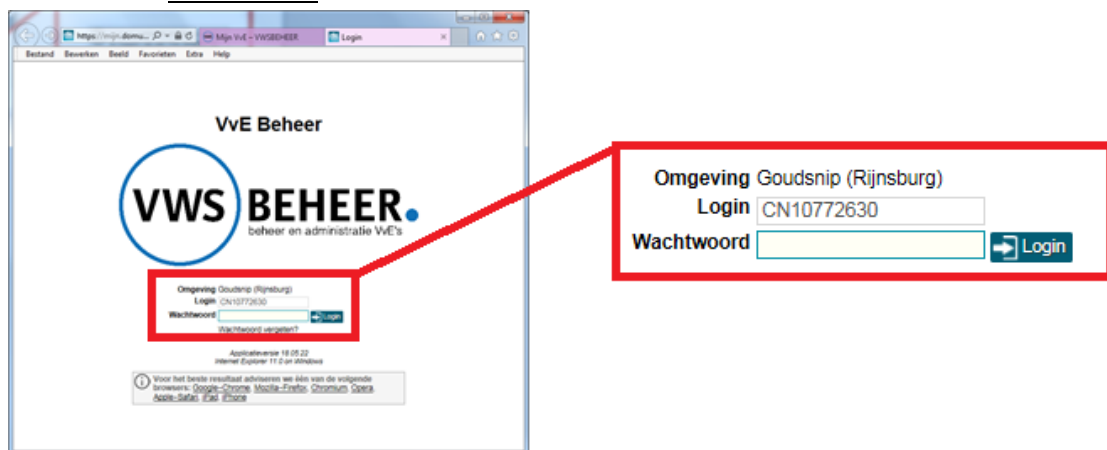 https://mijn.domu...
Mijn VvE - VWSBEHEER
Login
Bestand Bewerken Beeld Favorieten Extra Help
VvE Beheer
VWS BEHEER.
beheer en administratie VvE's
Omgeving Goudsnip (Rijnsburg)
Login CN10772630
Wachtwoord Login
Wachtwoord vergeten?
Applicatieversie 18.05.22
Internet Explorer 11.0 on Windows
Voor het beste resultaat adviseren we één van de volgende
browsers: Google-Chrome, Mozilla-Firefox, Chromium, Opera,
Apple-Safari, iPad, iPhone
Omgeving Goudsnip (Rijnsburg)
Login CN10772630
Wachtwoord Login